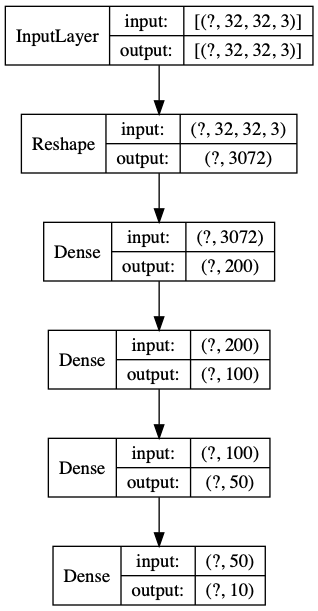 InputLayer
input: [(?, 32, 32, 3)]
output: [(?, 32, 32, 3)]
Reshape
input: (?, 32, 32, 3)
output: (?, 3072)
Dense
input: (?, 3072)
output: (?, 200)
Dense
input: (?, 200)
output: (?, 100)
Dense
input: (?, 100)
output: (?, 50)
Dense
input: (?, 50)
output: (?, 10)